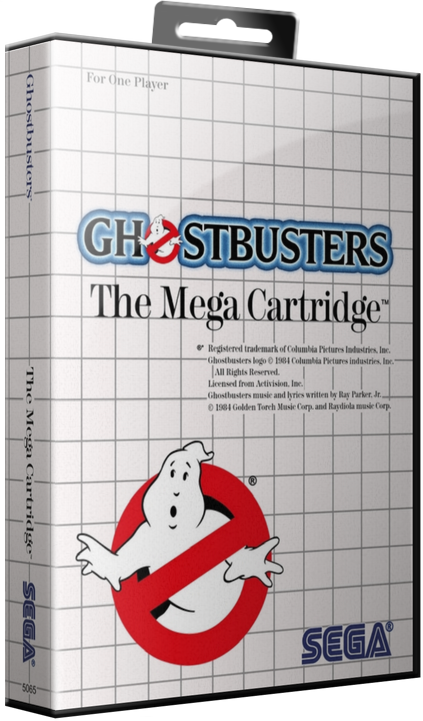 For One Player
GHOSTBUSTERS
The Mega Cartridge™
®* Registered trademark of Columbia Pictures Industries, Inc.
Ghostbusters logo © 1984 Columbia Pictures industries, Inc.
All Rights Reserved.
Licensed from Activision, Inc.
Ghostbusters music and lyrics written by Ray Parker, Jr.
© 1984 Golden Torch Music Corp. and Raydiola music Corp.
®
SEGA®
Ghostbusters
The Mega Cartridge
SEGA
5065